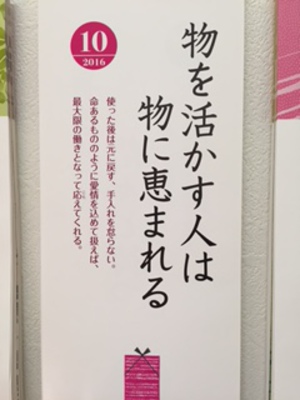 10
2016
物を活かす人は
物に恵まれる
使った後は元に戻す、手入れを怠らない。
命あるもののように愛情を込めて扱えば、
最大限の働きとなって応えてくれる。